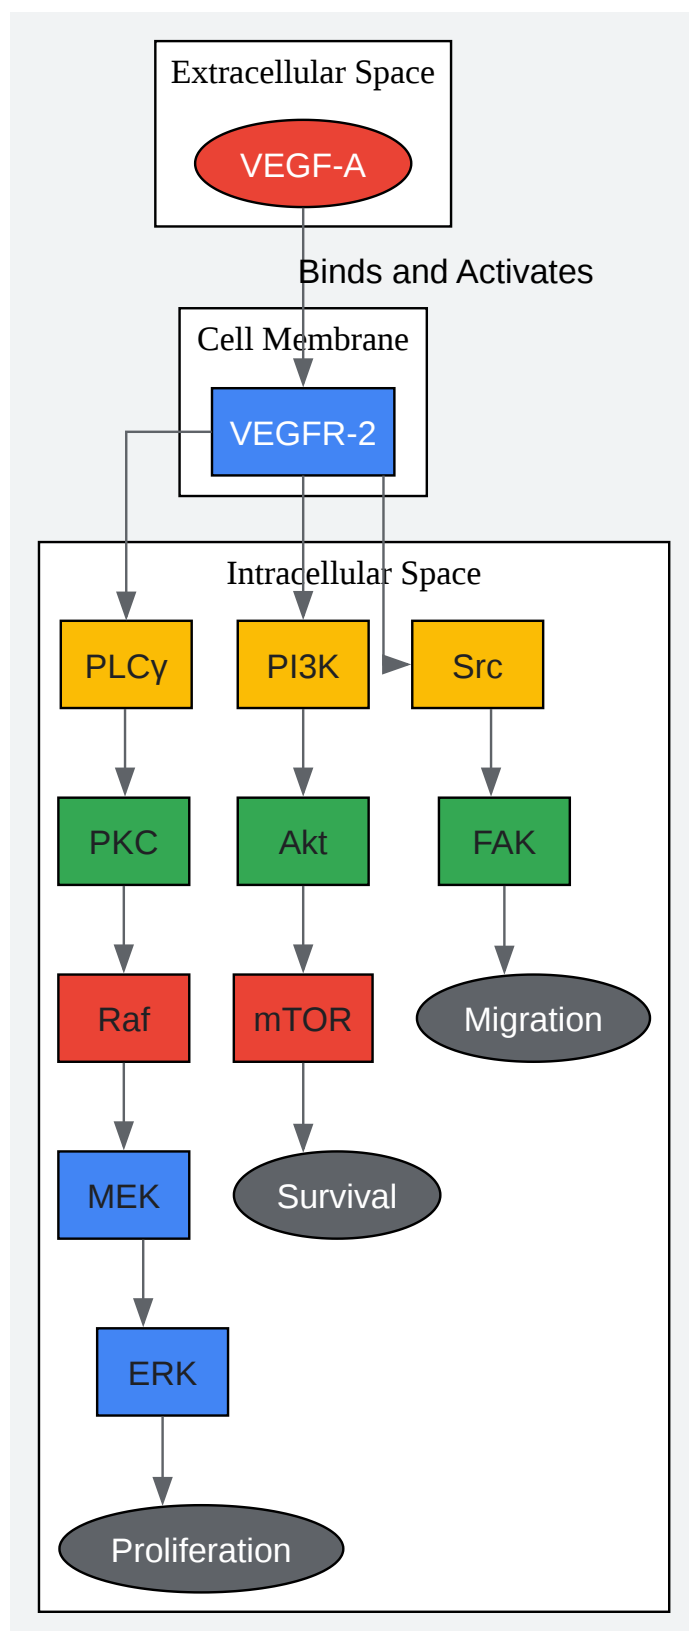 Extracellular Space
VEGF-A
Binds and Activates
Cell Membrane
VEGFR-2
Intracellular Space
PLCγ
PI3K
Src
PKC
Akt
FAK
Raf
mTOR
Migration
MEK
Survival
ERK
Proliferation